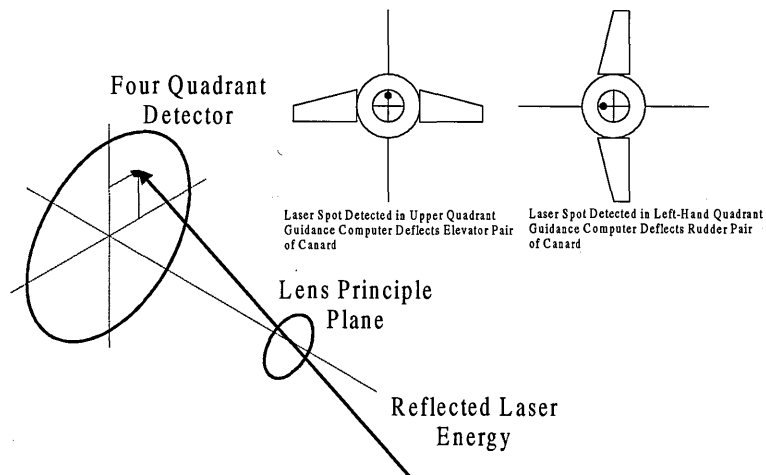 Four Quadrant
Detector
Laser Spot Detected in Upper Quadrant
Guidance Computer Deflects Elevator Pair
of Canard
Laser Spot Detected in Left-Hand Quadrant
Guidance Computer Deflects Rudder Pair
of Canard
Lens Principle
Plane
Reflected Laser
Energy